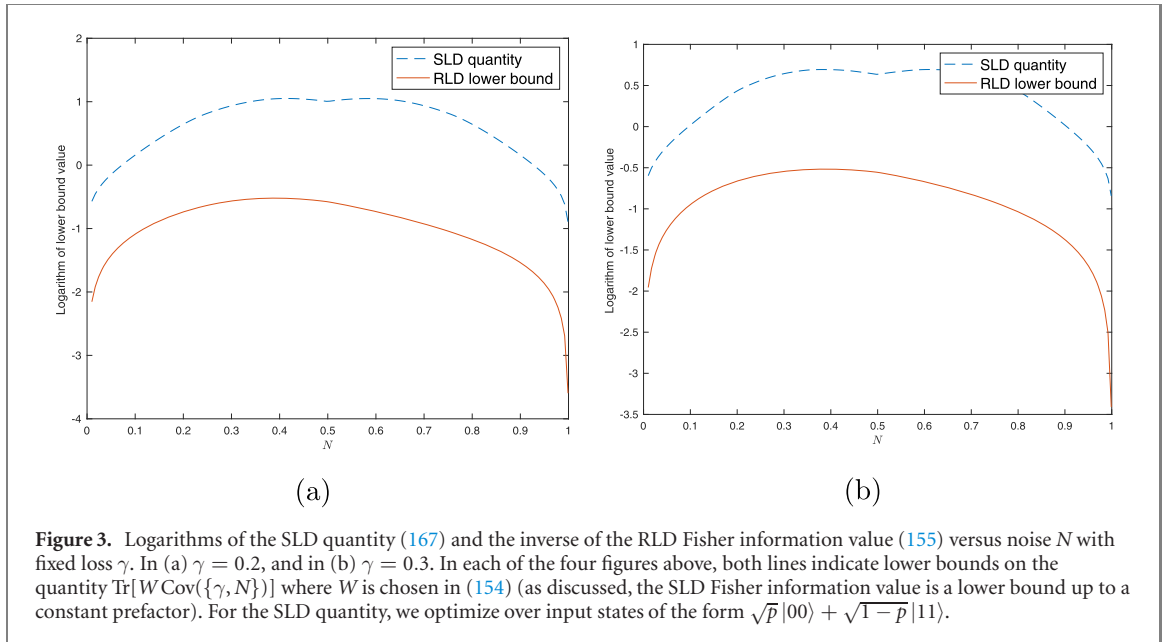 2
1
0
-1
-2
-3
-4
0
0.1
0.2
0.3
0.4
0.5
0.6
0.7
0.8
0.9
1
N
Logarithm of lower bound value
SLD quantity
RLD lower bound
(a)
1
0.5
0
-0.5
-1
-1.5
-2
-2.5
-3
-3.5
0
0.1
0.2
0.3
0.4
0.5
0.6
0.7
0.8
0.9
1
N
Logarithm of lower bound value
SLD quantity
RLD lower bound
(b)
Figure 3. Logarithms of the SLD quantity (167) and the inverse of the RLD Fisher information value (155) versus noise N with
fixed loss γ. In (a) γ = 0.2, and in (b) γ = 0.3. In each of the four figures above, both lines indicate lower bounds on the
quantity Tr[W Cov({γ, N})] where W is chosen in (154) (as discussed, the SLD Fisher information value is a lower bound up to a
constant prefactor). For the SLD quantity, we optimize over input states of the form √p |00⟩ + √1 − p |11⟩.